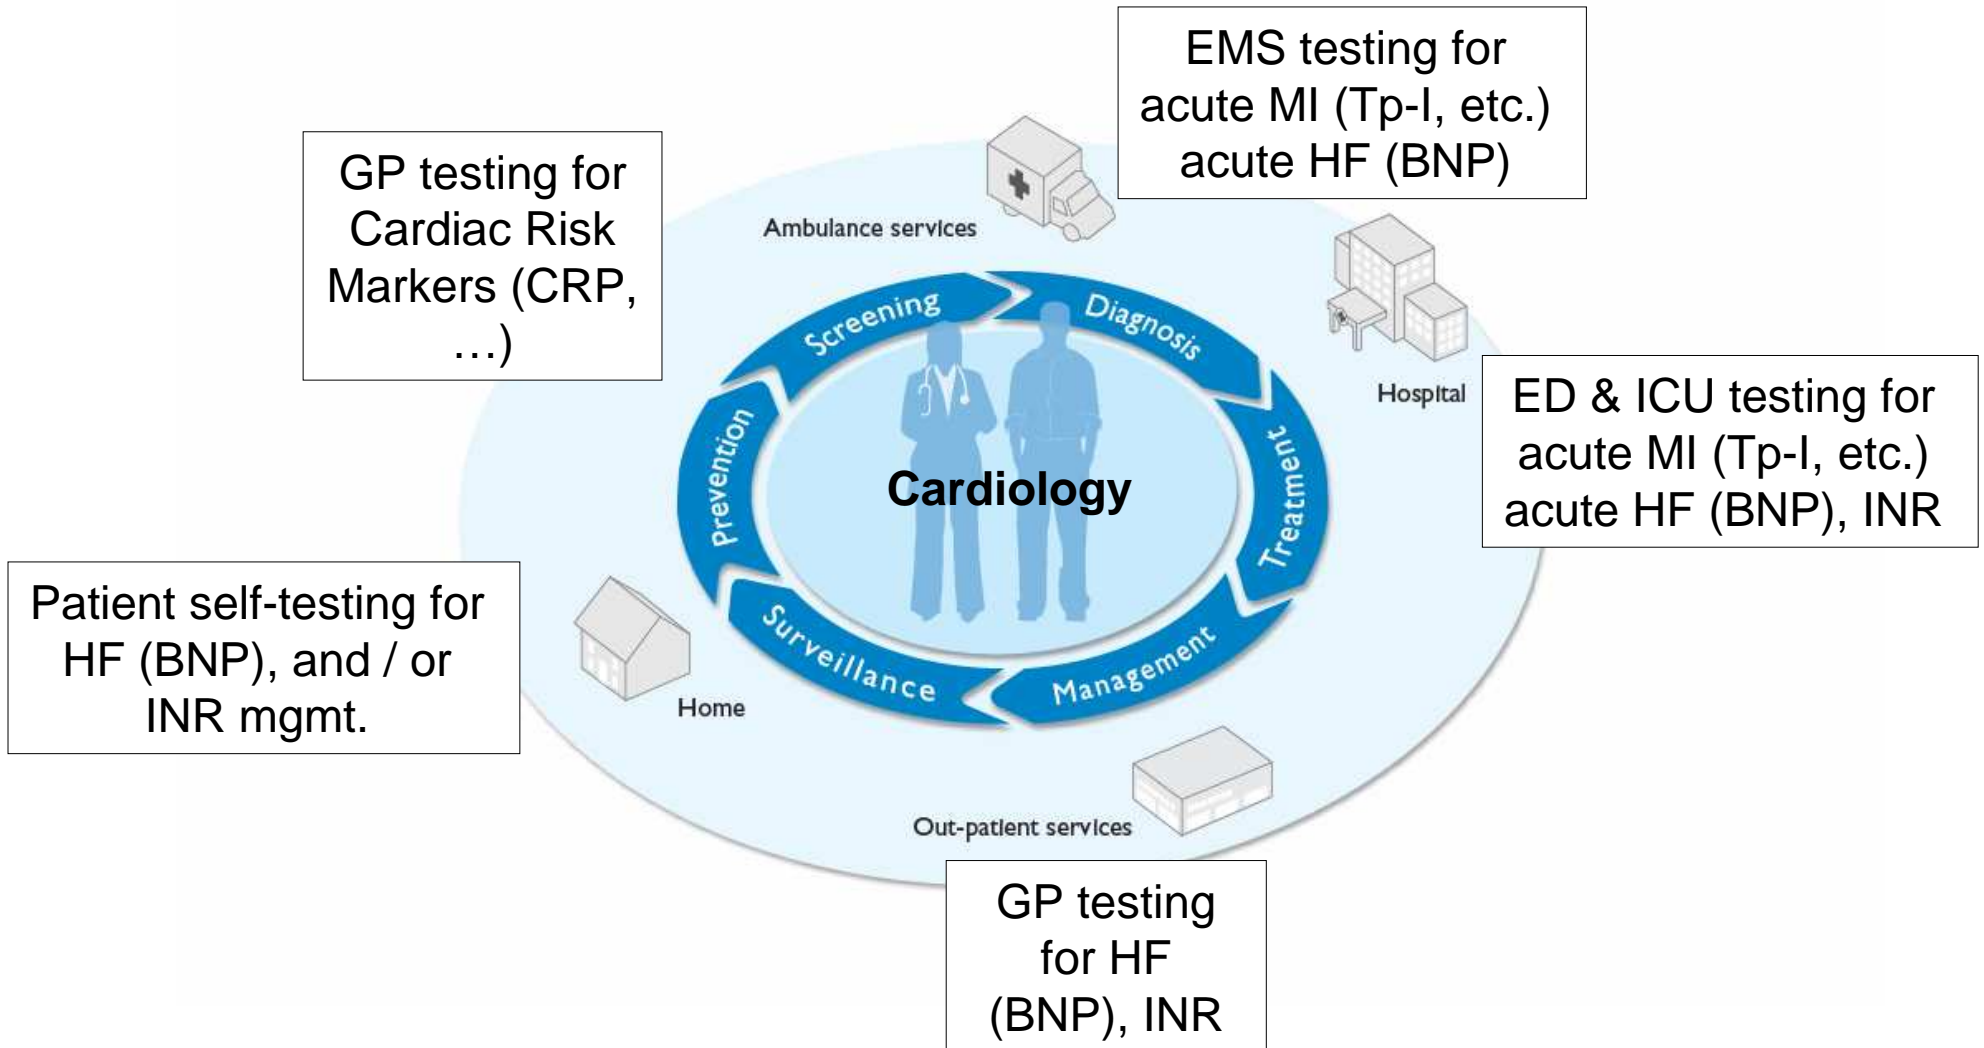 EMS testing for
acute MI (Tp-I, etc.)
acute HF (BNP)
GP testing for
Cardiac Risk
Markers (CRP,
…)
Ambulance services
Screening
Diagnosis
Hospital
ED & ICU testing for
acute MI (Tp-I, etc.)
acute HF (BNP), INR
Prevention
Cardiology
Treatment
Patient self-testing for
HF (BNP), and / or
INR mgmt.
Home
Surveillance
Management
Out-patient services
GP testing
for HF
(BNP), INR